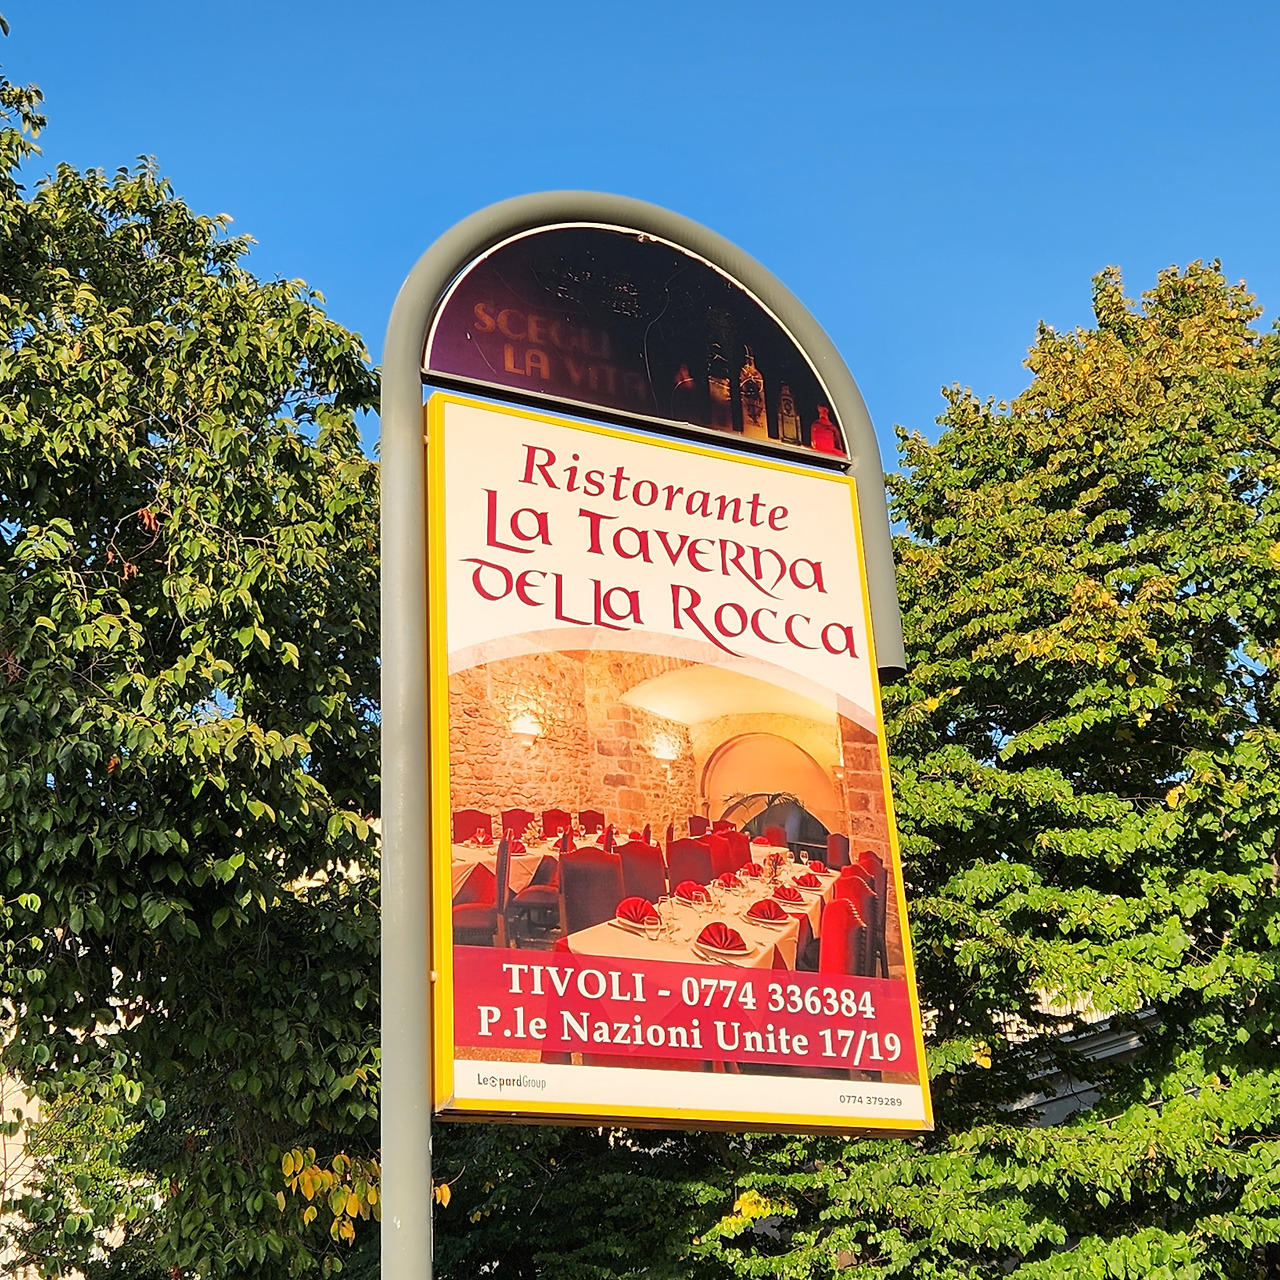 SCEGLI
LA VITA
Ristorante
La Taverna
della Rocca
TIVOLI - 0774 336384
P.le Nazioni Unite 17/19
LeopardGroup
0774 379289